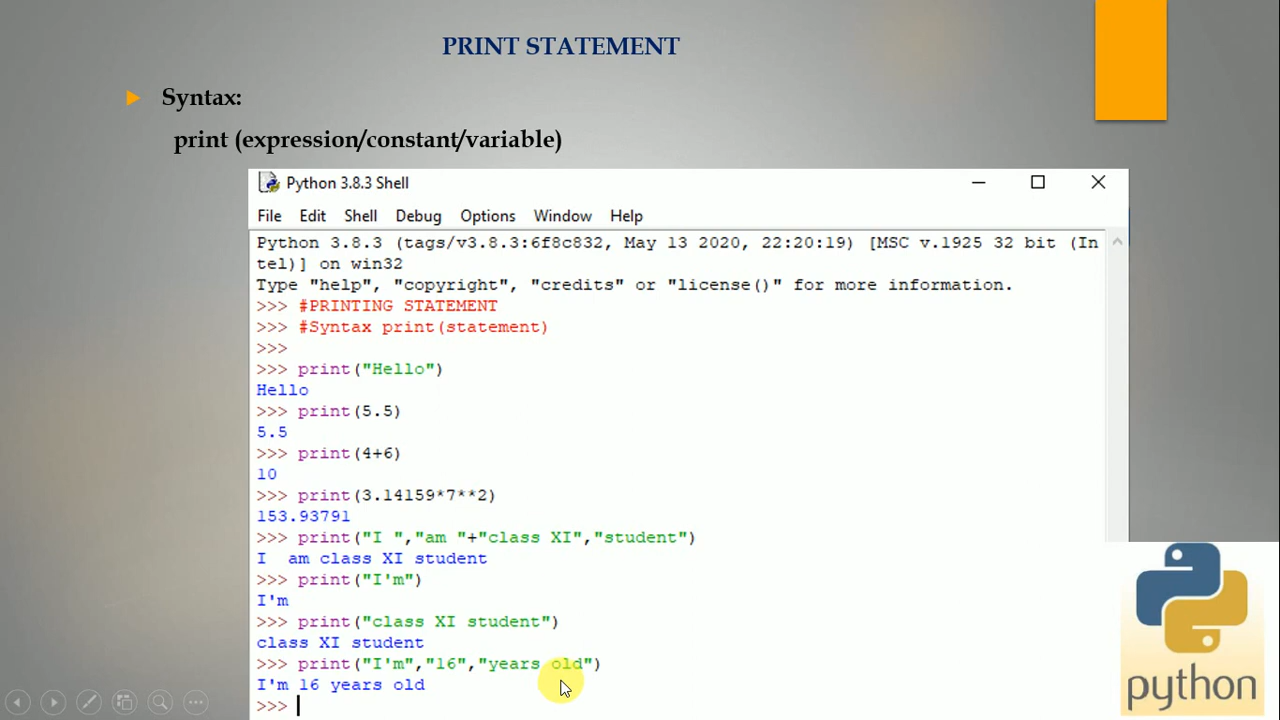 PRINT STATEMENT
Syntax:
print (expression/constant/variable)
Python 3.8.3 Shell
File Edit Shell Debug Options Window Help
Python 3.8.3 (tags/v3.8.3:6f8c832, May 13 2020, 22:20:19) [MSC v.1925 32 bit (In
tel)] on win32
Type "help", "copyright", "credits" or "license()" for more information.
>>> #PRINTING STATEMENT
>>> #Syntax print(statement)
>>>
>>> print("Hello")
Hello
>>> print(5.5)
5.5
>>> print(4+6)
10
>>> print(3.14159*7**2)
153.93791
>>> print("I ","am "+"class XI","student")
I  am class XI student
>>> print("I'm")
I'm
>>> print("class XI student")
class XI student
>>> print("I'm","16","years old")
I'm 16 years old
>>>
python